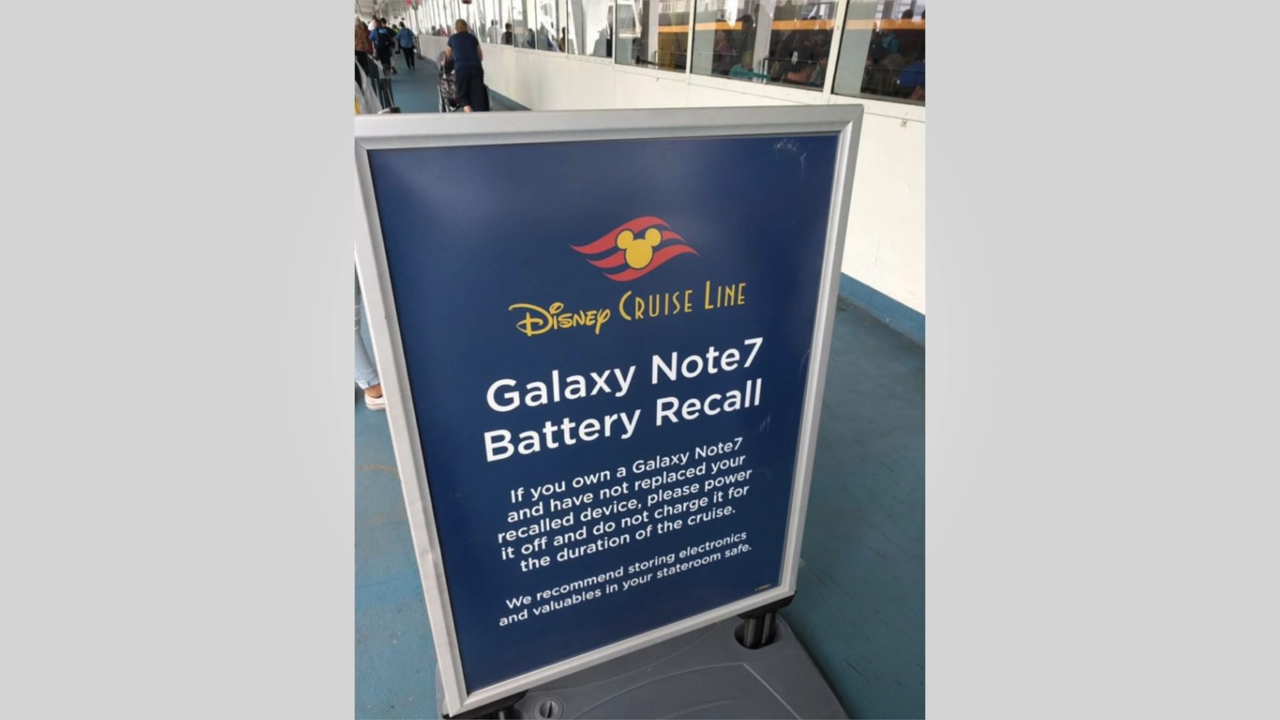 Disney Cruise Line
Galaxy Note7
Battery Recall
If you own a Galaxy Note7
and have not replaced your
recalled device, please power
it off and do not charge it for
the duration of the cruise.
We recommend storing electronics
and valuables in your stateroom safe.